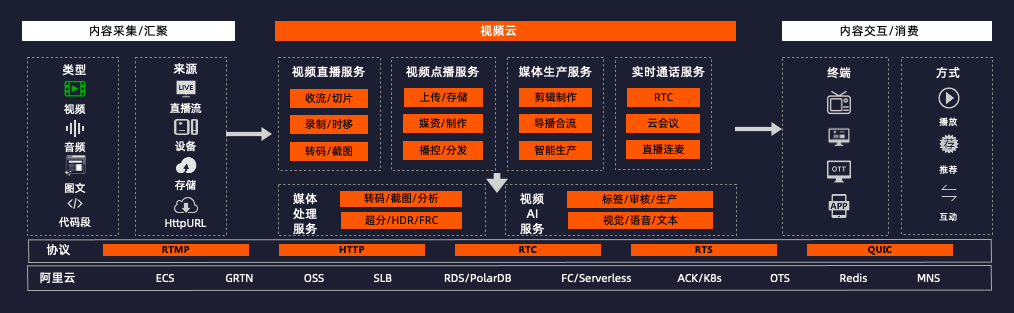 内容采集/汇聚
视频云
内容交互/消费
类型
视频
音频
图文
代码段
来源
LIVE
直播流
设备
存储
HttpURL
视频直播服务
收流/切片
录制/时移
转码/截图
视频点播服务
上传/存储
媒资/制作
播控/分发
媒体生产服务
剪辑制作
导播合流
智能生产
实时通话服务
RTC
云会议
直播连麦
媒体
处理
服务
转码/截图/分析
超分/HDR/FRC
视频
AI
服务
标签/审核/生产
视觉/语音/文本
终端
OTT
APP
方式
播放
推荐
互动
协议 RTMP HTTP RTC RTS QUIC
阿里云 ECS GRTN OSS SLB RDS/PolarDB FC/Serverless ACK/K8s OTS Redis MNS